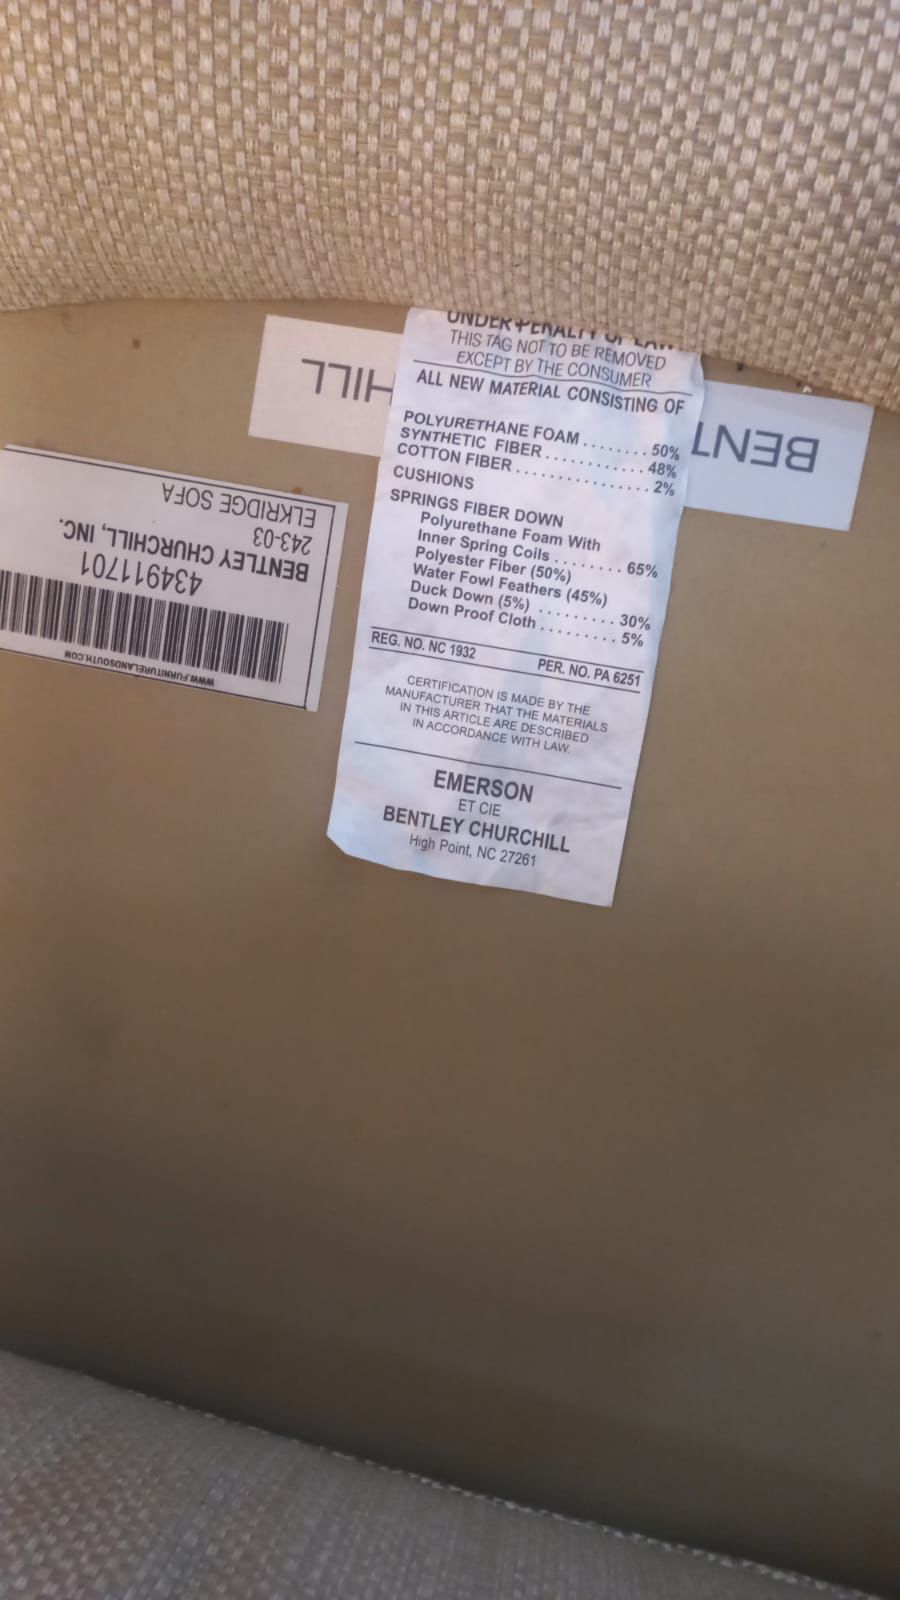 UNDER PENALTY OF LAW
THIS TAG NOT TO BE REMOVED
EXCEPT BY THE CONSUMER
ALL NEW MATERIAL CONSISTING OF
POLYURETHANE FOAM ....... 50%
SYNTHETIC FIBER ............ 48%
COTTON FIBER ................ 2%
CUSHIONS
SPRINGS FIBER DOWN
Polyurethane Foam With
Inner Spring Coils ........ 65%
Polyester Fiber (50%)
Water Fowl Feathers (45%)
Duck Down (5%) ......... 30%
Down Proof Cloth ......... 5%
REG. NO. NC 1932 PER. NO. PA 6251
CERTIFICATION IS MADE BY THE
MANUFACTURER THAT THE MATERIALS
IN THIS ARTICLE ARE DESCRIBED
IN ACCORDANCE WITH LAW.
EMERSON
ET CIE
BENTLEY CHURCHILL
High Point, NC 27261
BENT
HILL
WWW.FURNITURELANDSOUTH.COM
434911701
BENTLEY CHURCHILL, INC.
243-03
ELKRIDGE SOFA